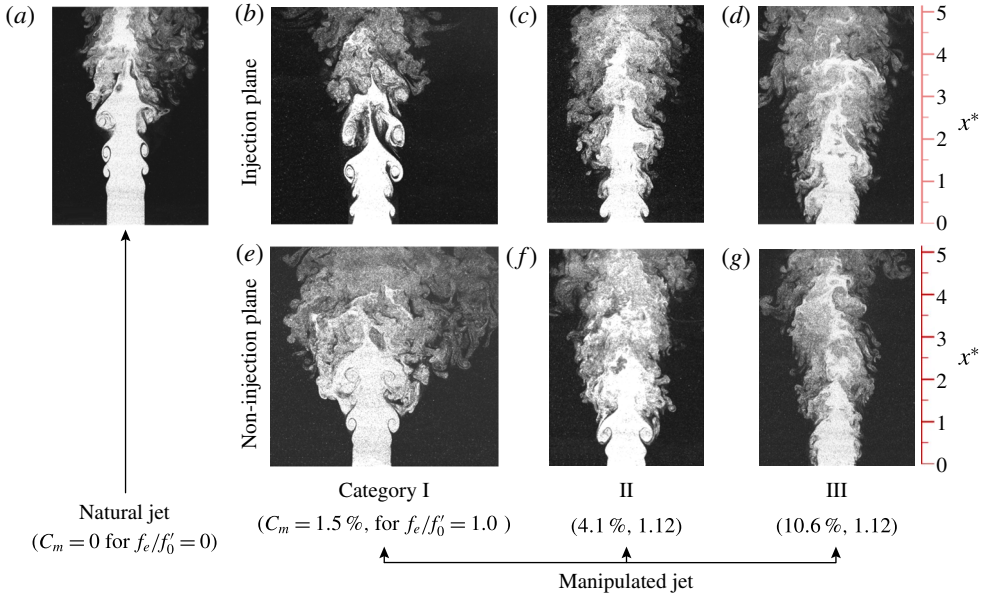 (a)
(b)
(c)
(d)
Injection plane
5
4
3
2
1
0
x*
(e)
(f)
(g)
Non-injection plane
5
4
3
2
1
0
x*
Category I
II
III
(C_m = 1.5 %, for f_e/f_0′ = 1.0 )
(4.1 %, 1.12)
(10.6 %, 1.12)
Natural jet
(C_m = 0 for f_e/f_0′ = 0)
Manipulated jet